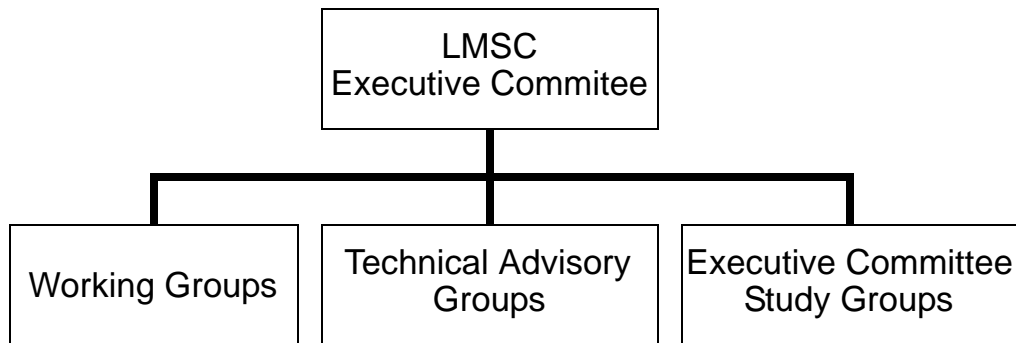 LMSC
Executive Commitee
Working Groups
Technical Advisory
Groups
Executive Committee
Study Groups